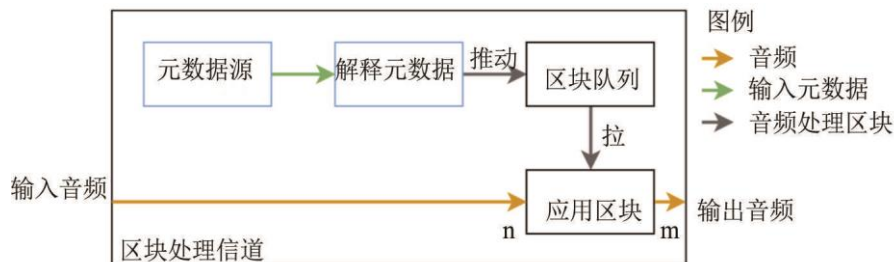 图例
元数据源
解释元数据
推动
区块队列
音频
输入元数据
音频处理区块
拉
输入音频
应用区块
输出音频
n
m
区块处理信道